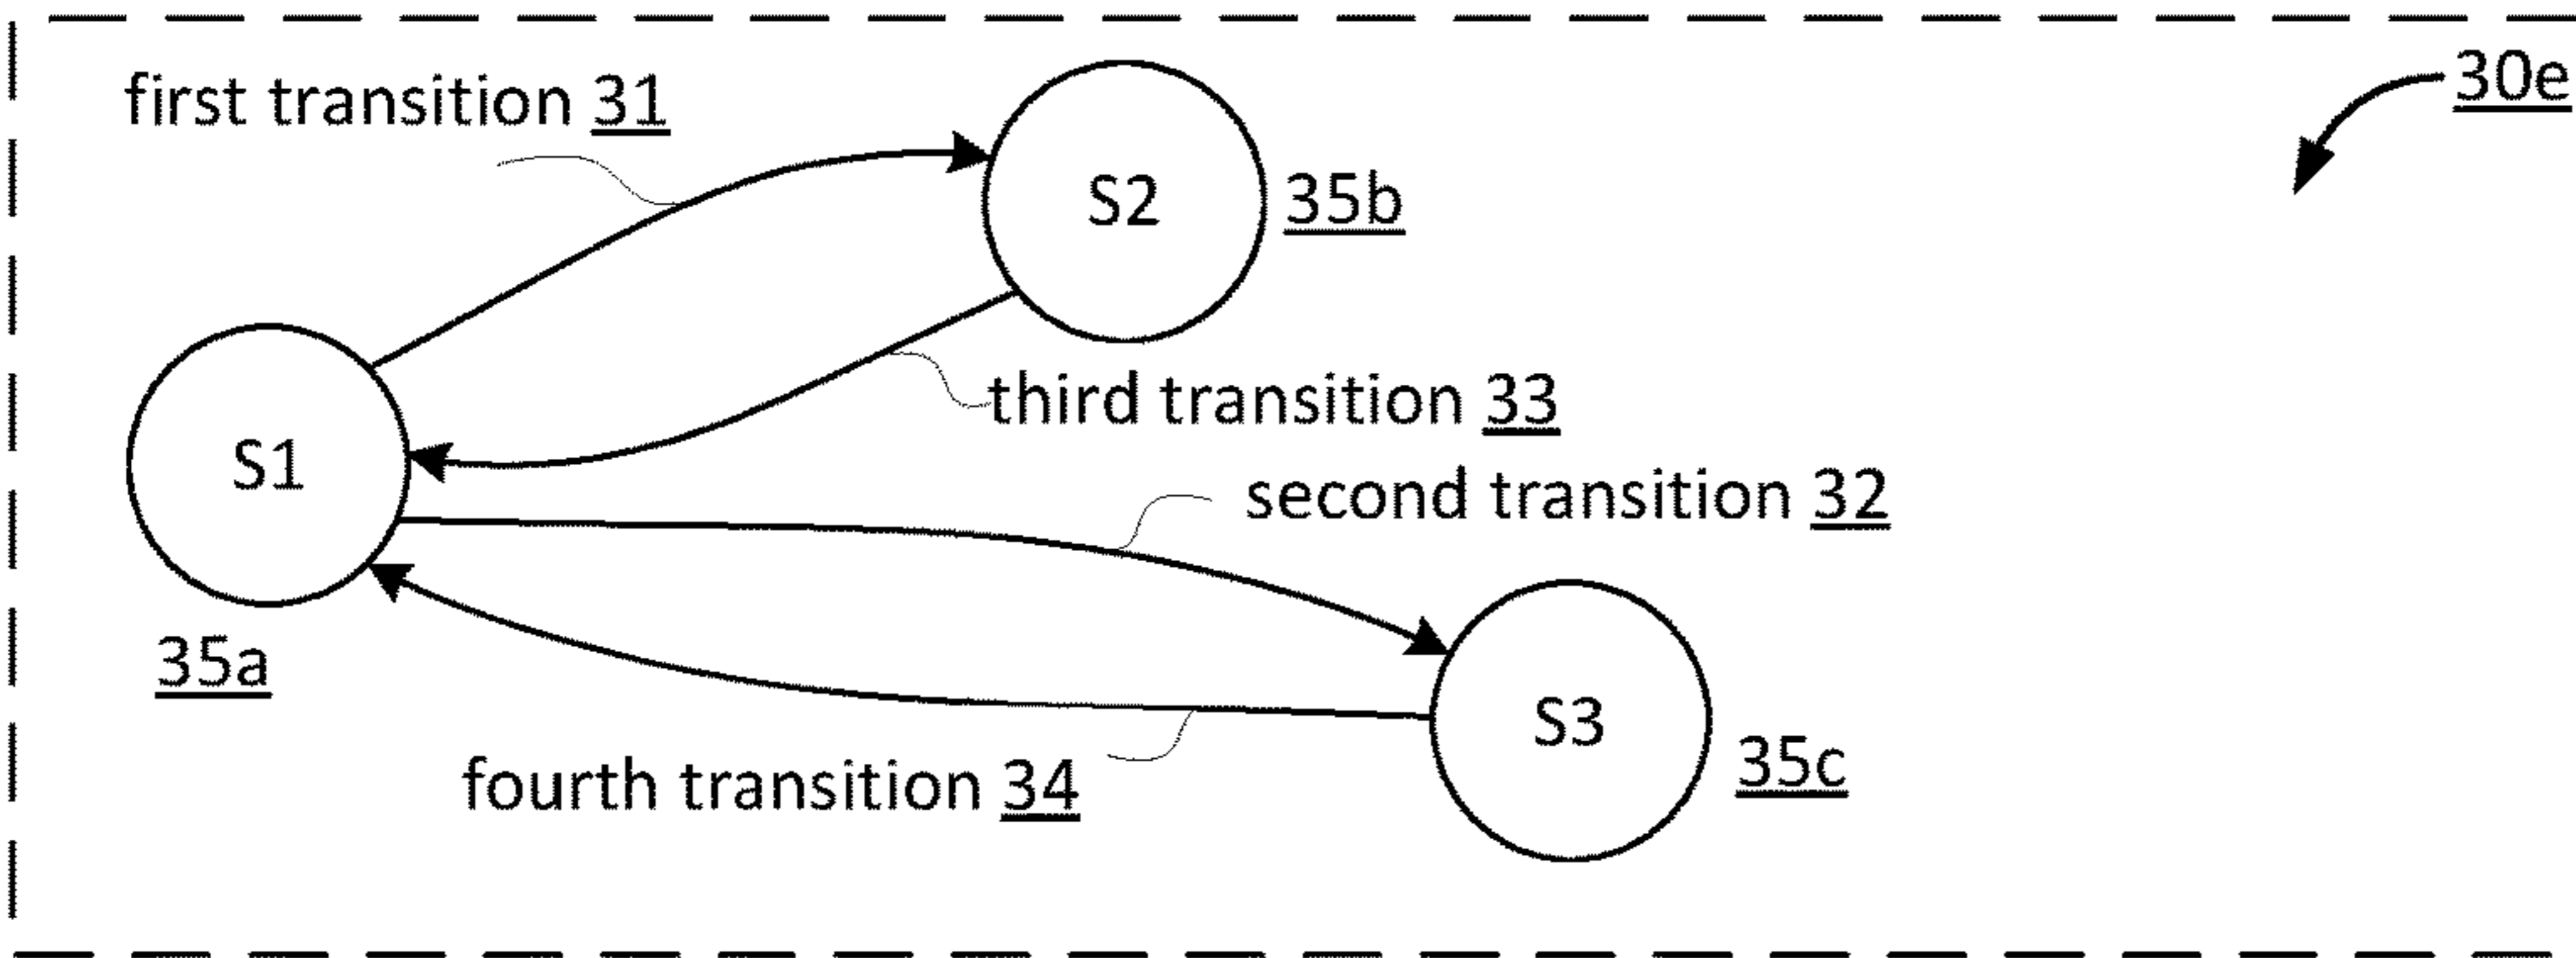 first transition 31
30e
S2
35b
third transition 33
S1
second transition 32
35a
S3
fourth transition 34
35c